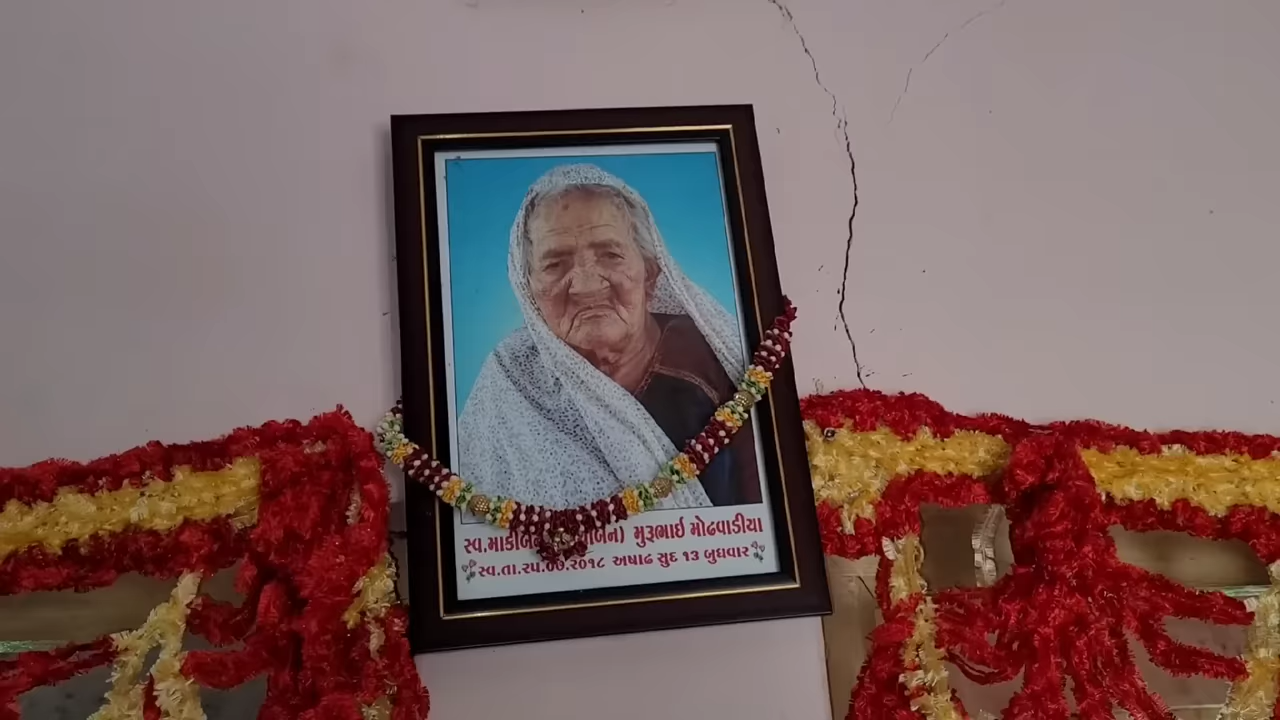 સ્વ. મુરુભાઈ મોઢવાડીયા
સ્વ.તા.૨૫.૦૭.૨૦૧૮ અષાઢ સુદ ૧૩ બુધવાર